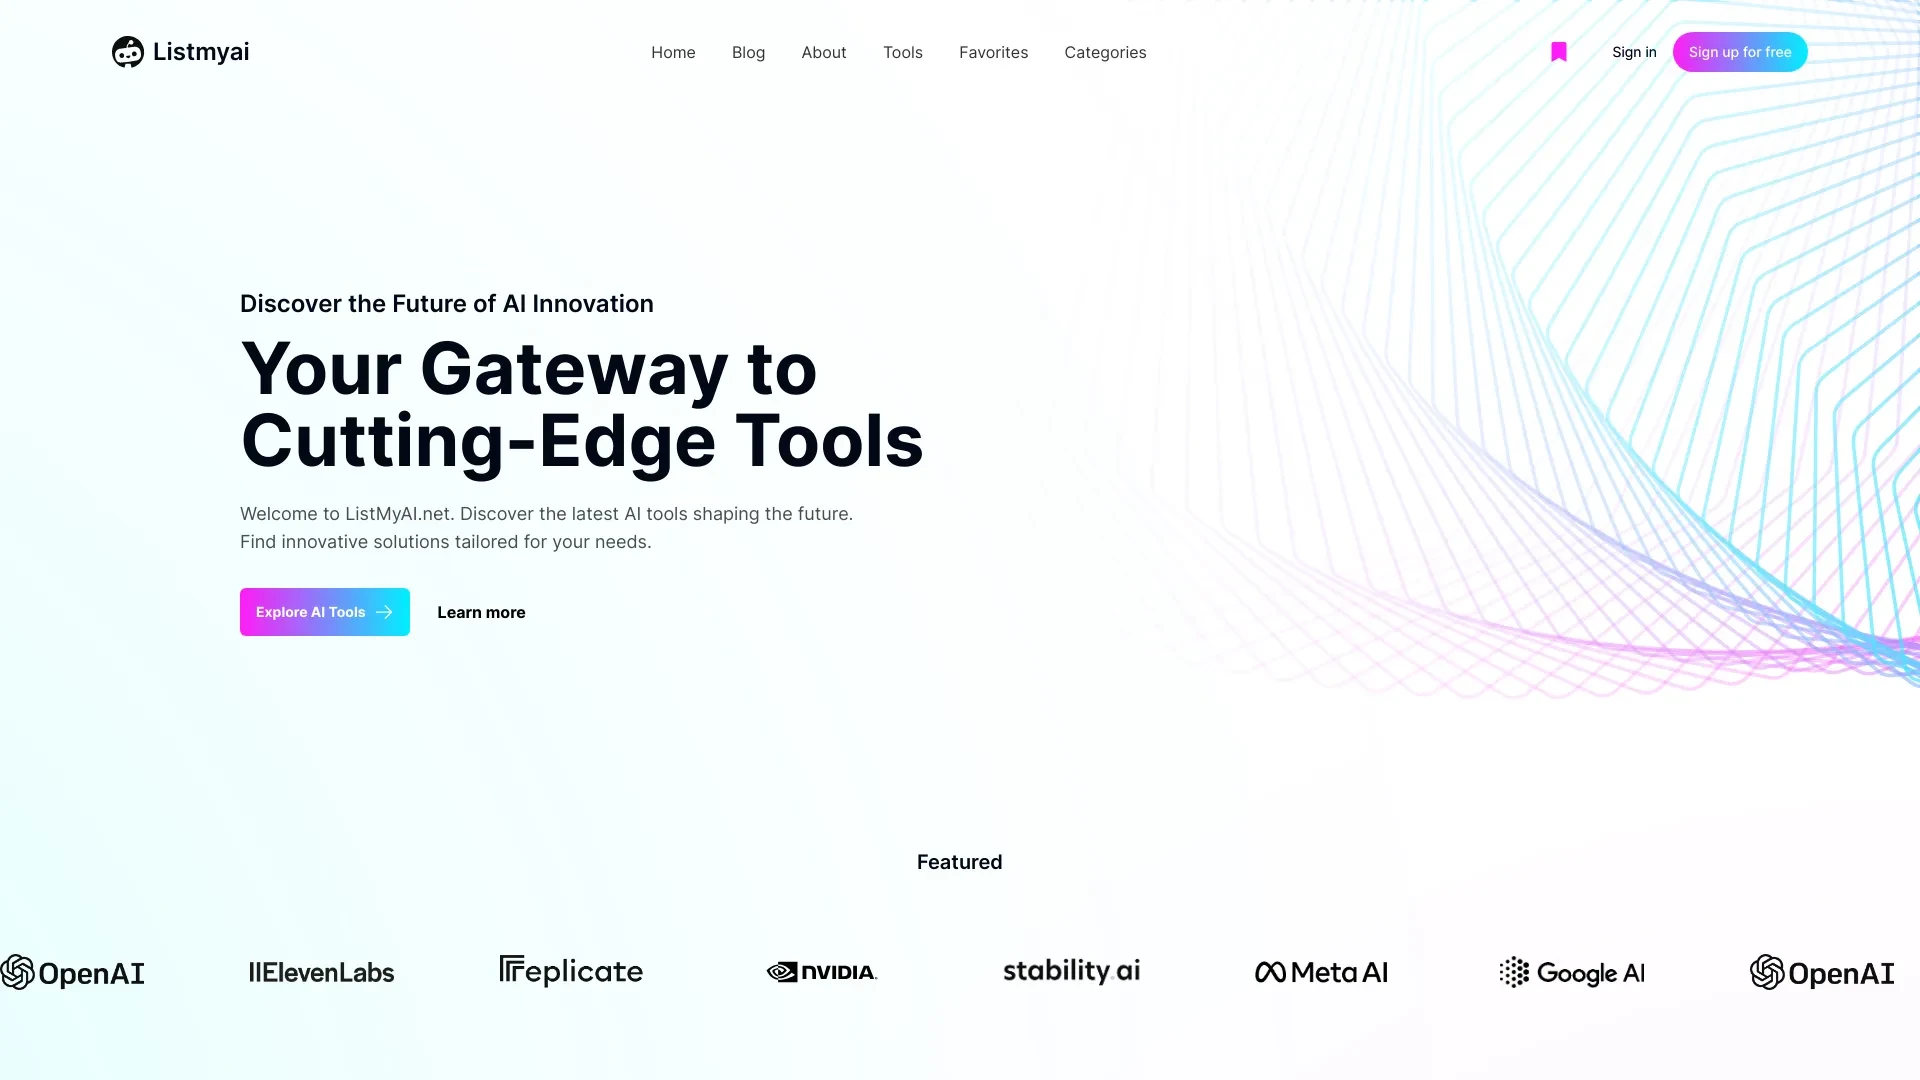 Listmyai
Home Blog About Tools Favorites Categories
Sign in Sign up for free
Discover the Future of AI Innovation
Your Gateway to
Cutting-Edge Tools
Welcome to ListMyAI.net. Discover the latest AI tools shaping the future.
Find innovative solutions tailored for your needs.
Explore AI Tools
Learn more
Featured
OpenAI
IIElevenLabs
Replicate
NVIDIA.
stability.ai
Meta AI
Google AI
OpenAI